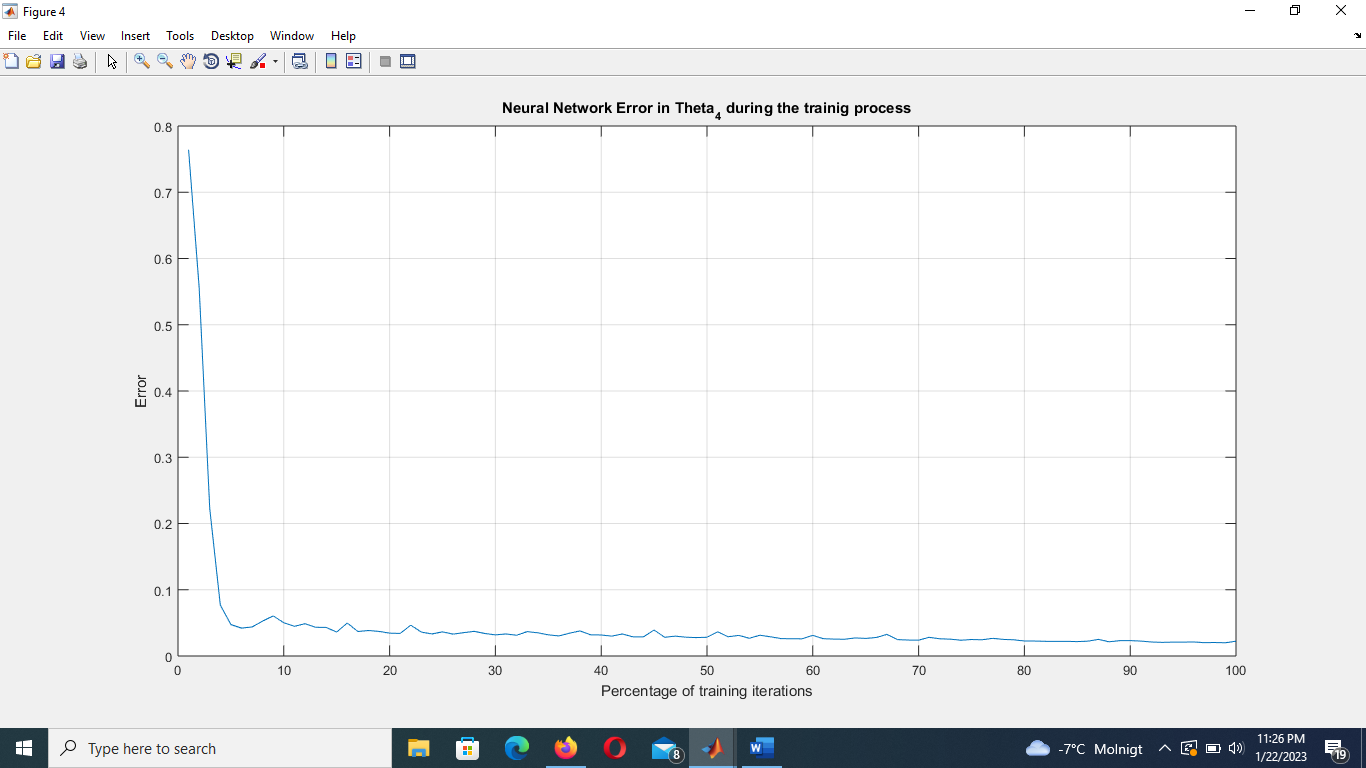 Figure 4
File Edit View Insert Tools Desktop Window Help
Neural Network Error in Theta4 during the trainig process
0.8
0.7
0.6
0.5
0.4
0.3
0.2
0.1
0
Error
0 10 20 30 40 50 60 70 80 90 100
Percentage of training iterations
Type here to search
8
-7°C Molnigt
11:26 PM
1/22/2023
19